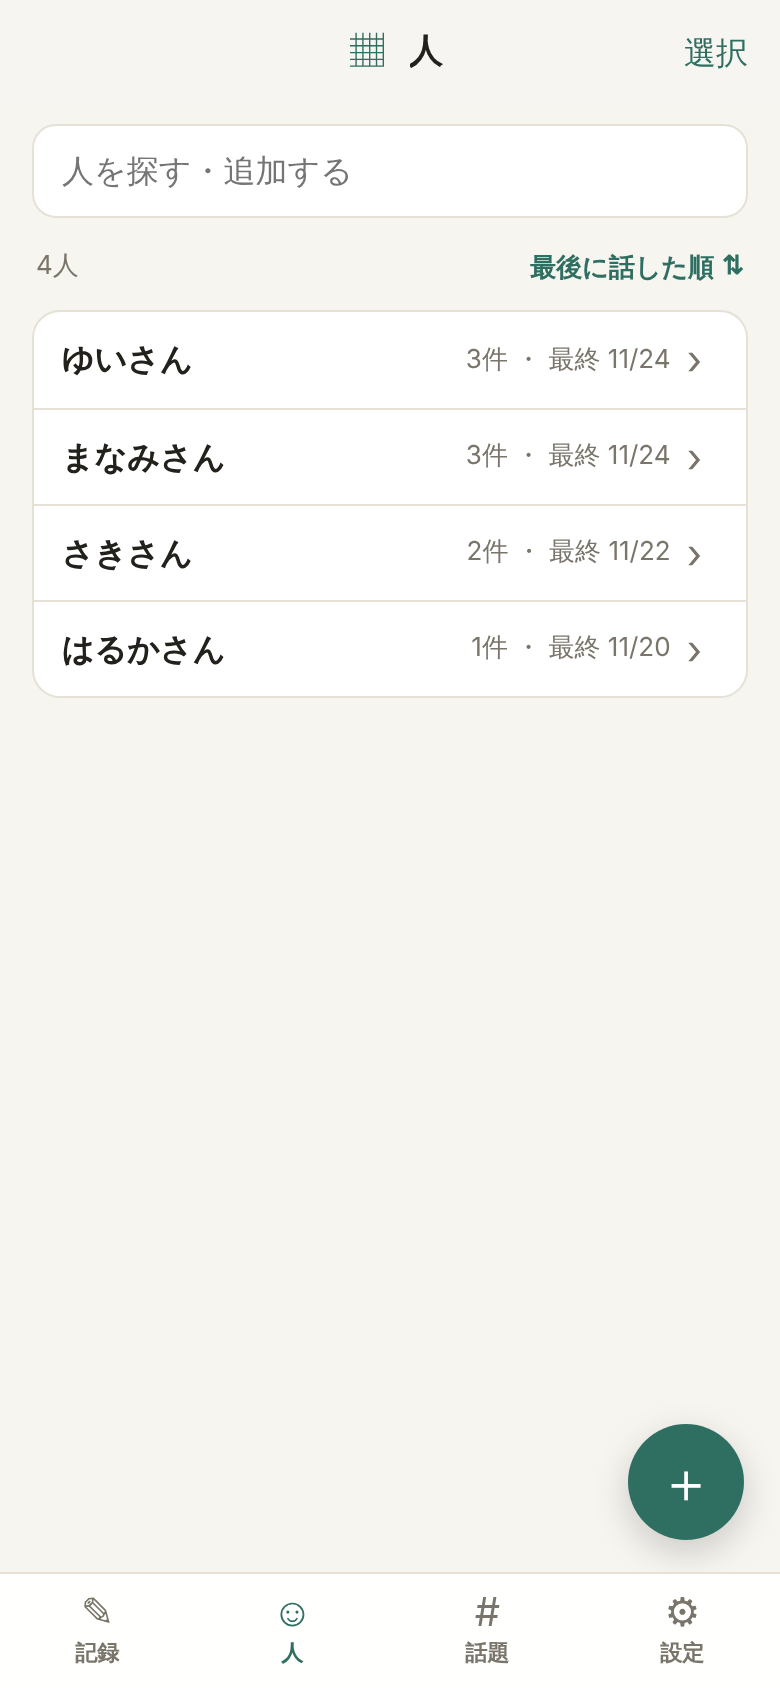 人
選択
人を探す・追加する
4人
最後に話した順 ⇅
ゆいさん 3件 ・ 最終 11/24 ›
まなみさん 3件 ・ 最終 11/24 ›
さきさん 2件 ・ 最終 11/22 ›
はるかさん 1件 ・ 最終 11/20 ›
+
記録 人 # 話題 設定